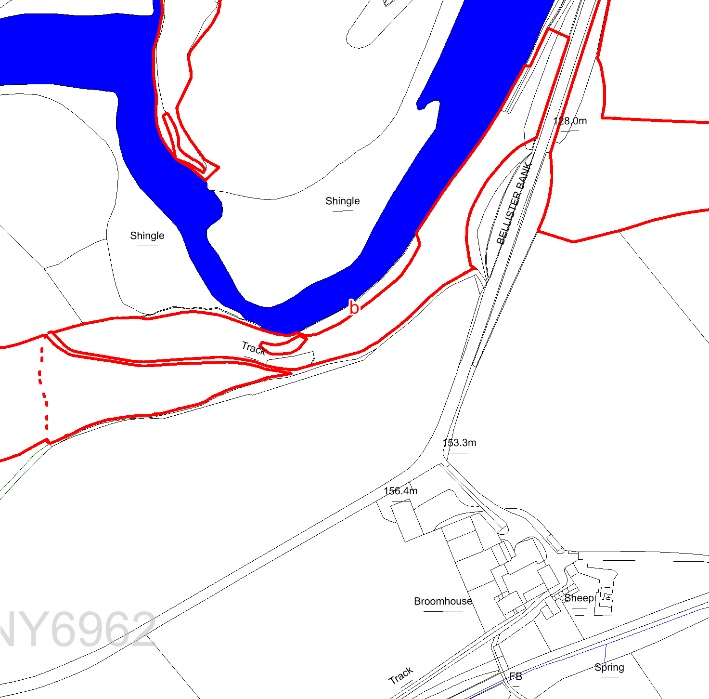 128.0m
BELLISTER BANK
Shingle
Shingle
b
Track
153.3m
156.4m
Broomhouse
Sheep
NY6962
Track
FB
Spring